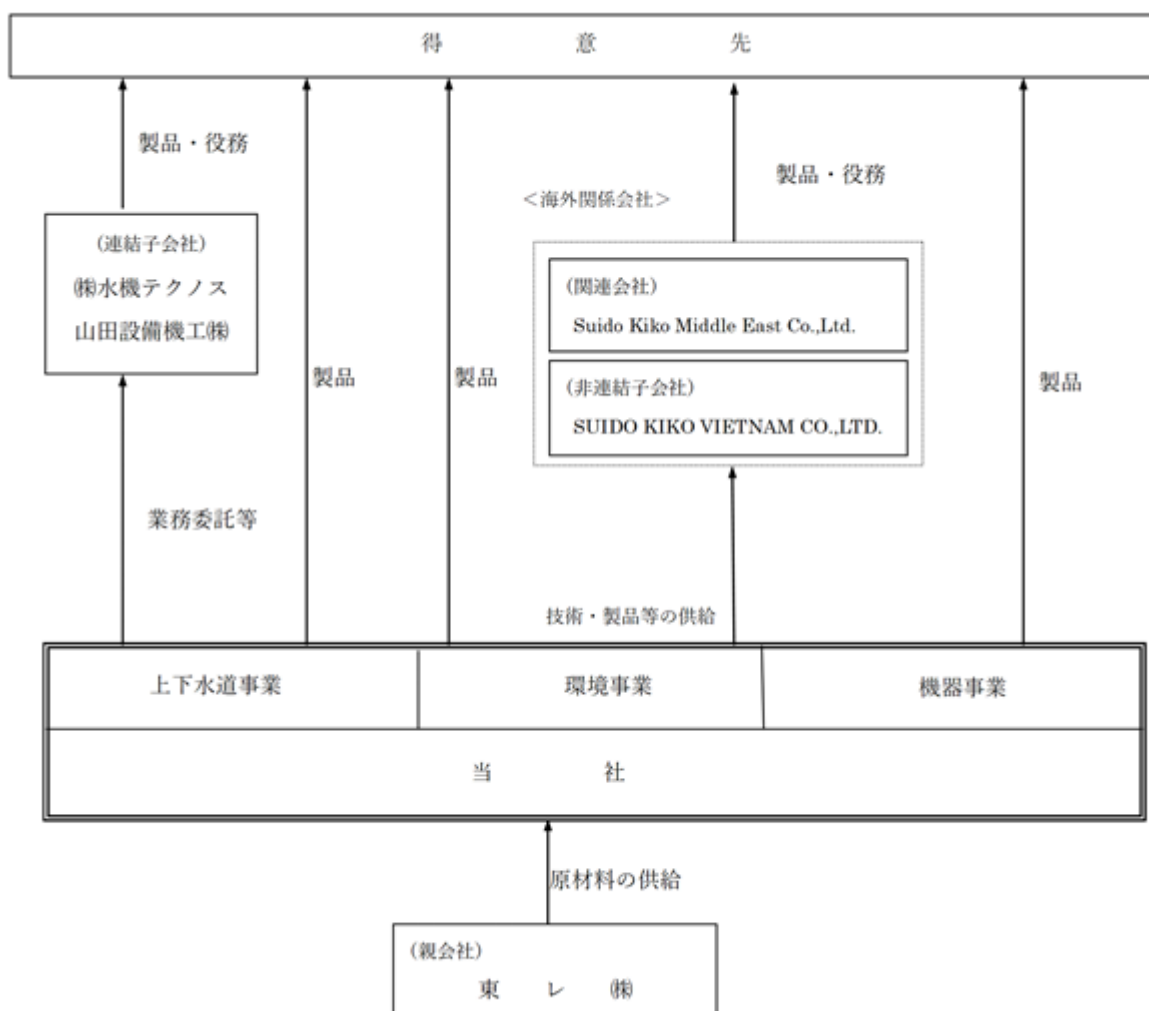 得 意 先
製品・役務
製品・役務
＜海外関係会社＞
(連結子会社)
㈱水機テクノス
山田設備機工㈱
(関連会社)
Suido Kiko Middle East Co.,Ltd.
(非連結子会社)
SUIDO KIKO VIETNAM CO.,LTD.
製品
製品
製品
業務委託等
技術・製品等の供給
上下水道事業
環境事業
機器事業
当 社
原材料の供給
(親会社)
東 レ ㈱